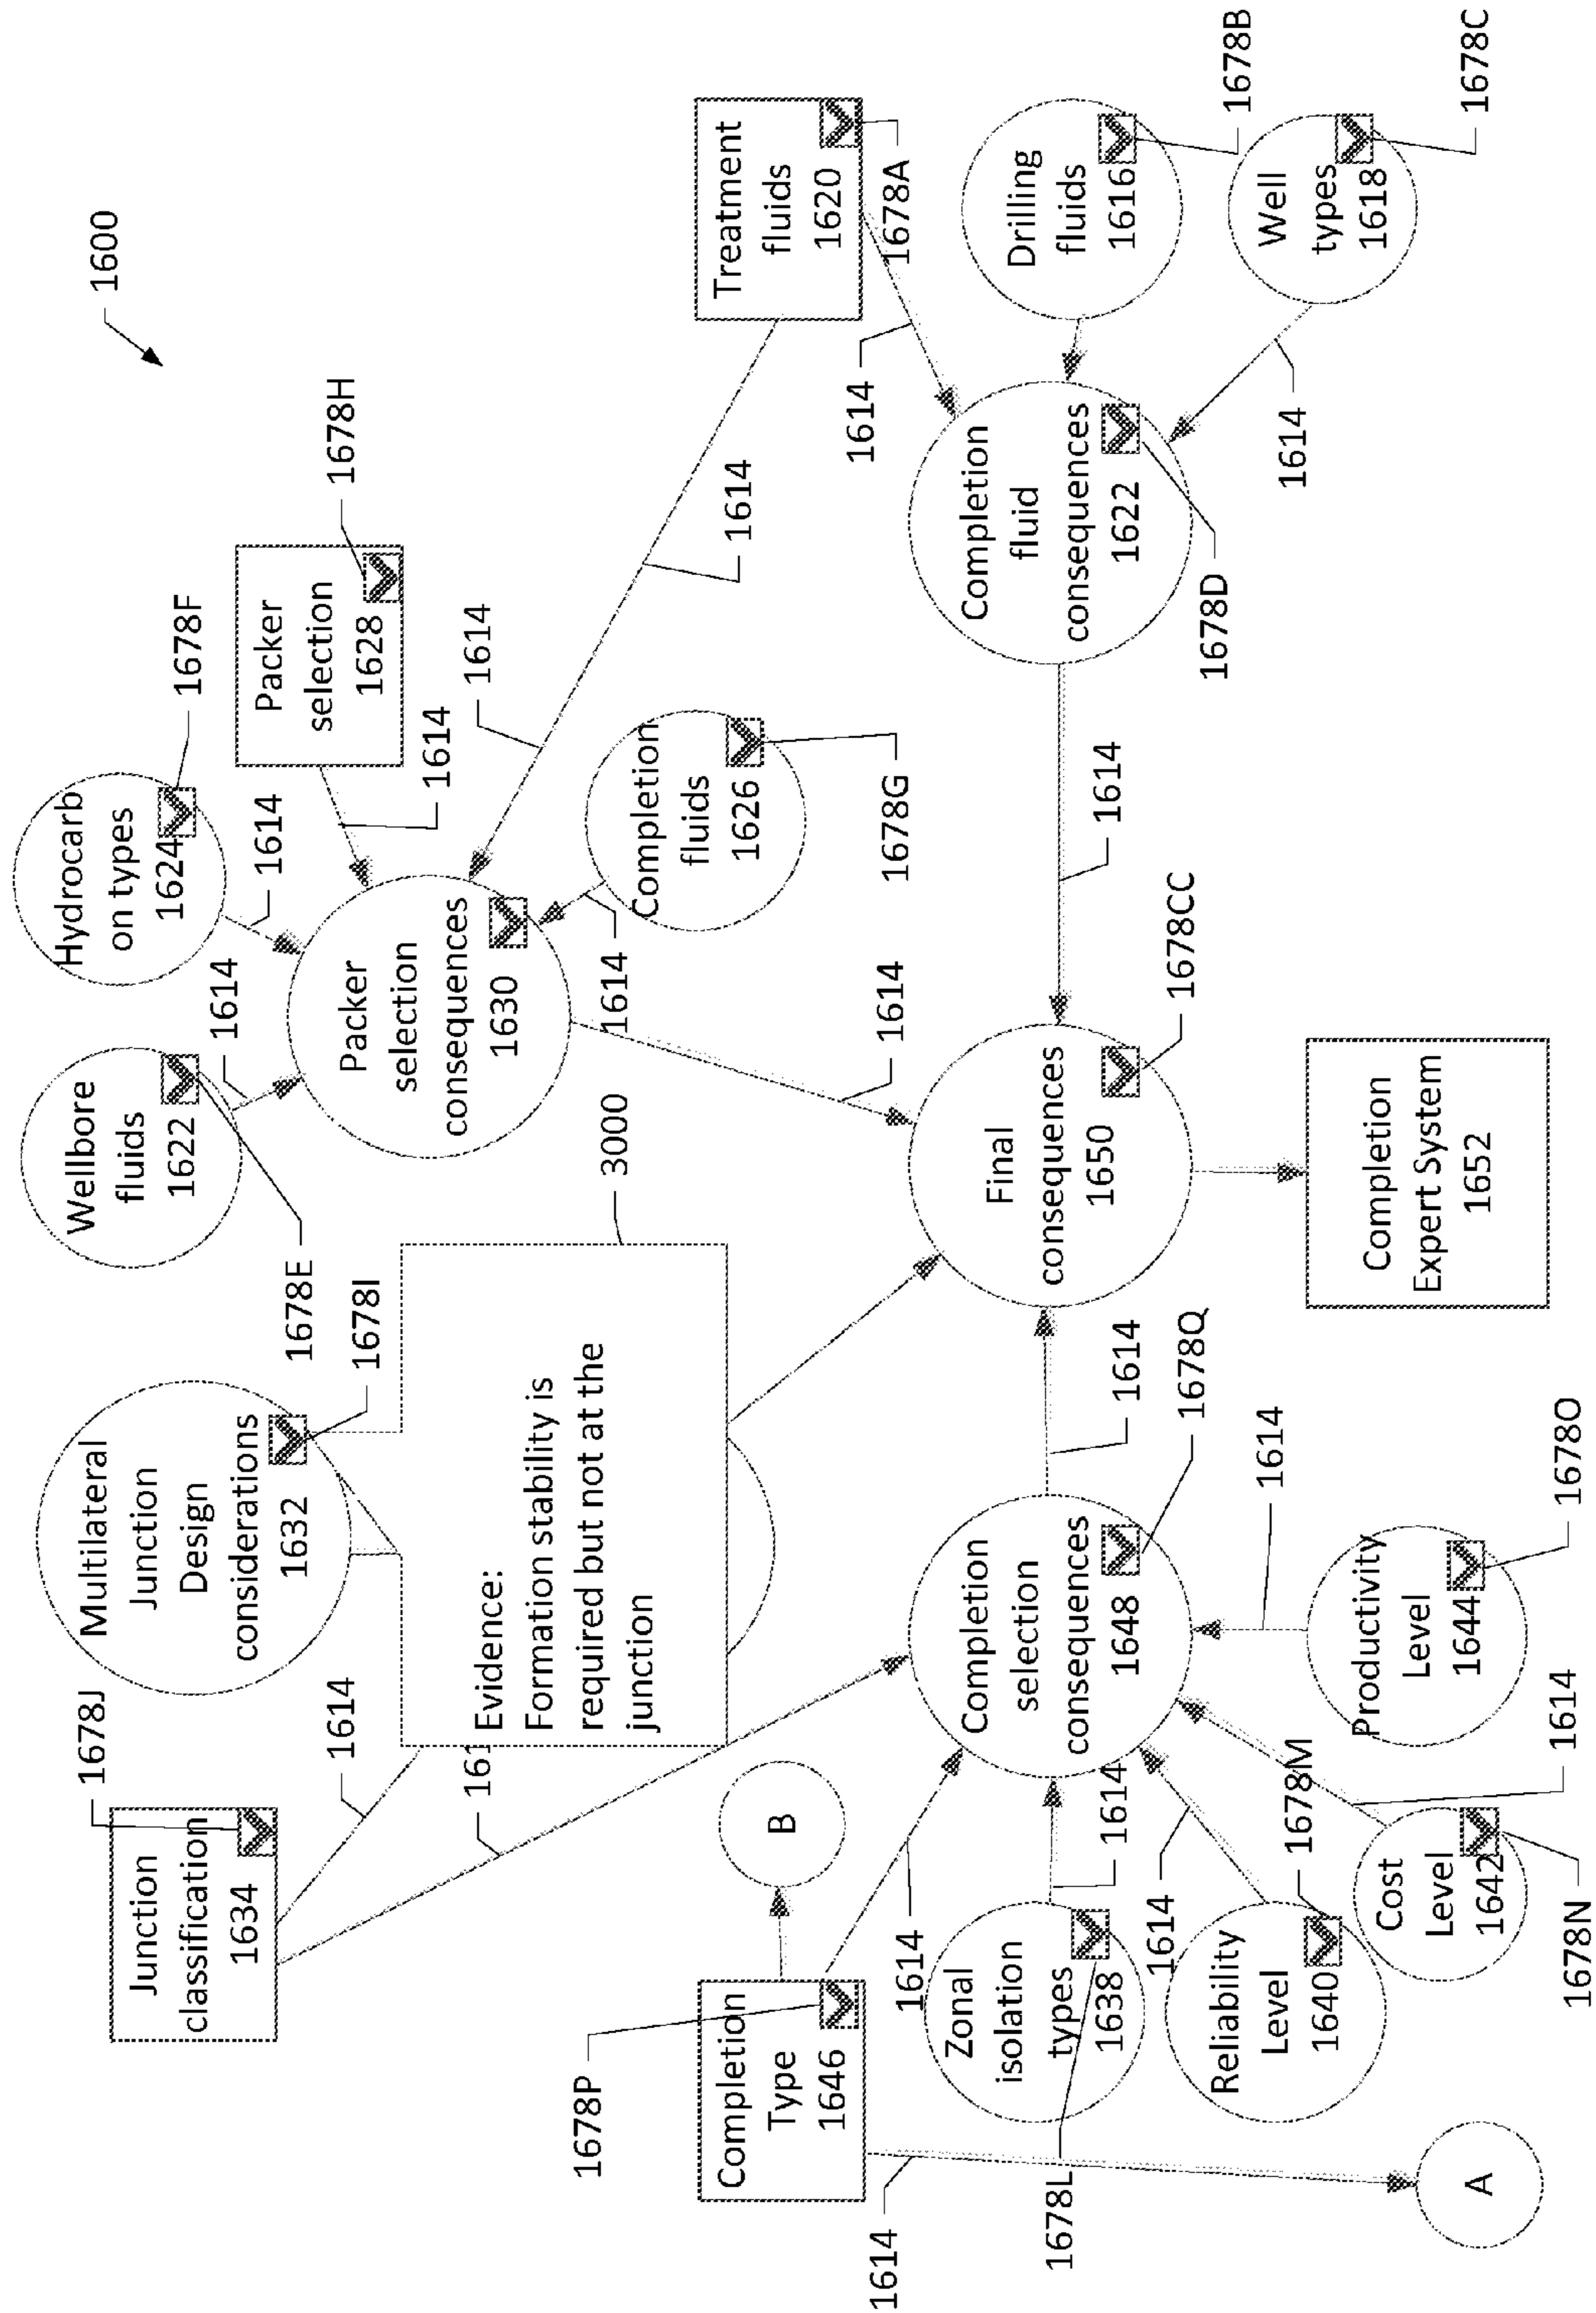 1600
Hydrocarb
on types
1624
1678F
1614
Wellbore
fluids
1622
1614
1678E
Packer
selection
1628
1678H
1614
1614
Packer
selection
consequences
1630
Completion
fluids
1626
1678G
1614
1614
Treatment
fluids
1620
1678A
1614
Drilling
fluids
1616
1678B
Well
types
1618
1678C
1614
Completion fluid
consequences
1622
1678D
1614
1614
Multilateral
Junction
Design
considerations
1632
1678I
Junction
classification
1634
1678J
1614
161
3000
Evidence:
Formation stability is
required but not at the
junction
Final
consequences
1650
1678CC
Completion
Expert System
1652
Completion
selection
consequences
1648
1678Q
1614
Completion
Type
1646
1678P
B
1614
1614
A
Zonal
isolation
types
1638
1678L
1614
Reliability
Level
1640
1678M
1614
Cost
Level
1642
1678N
1614
Productivity
Level
1644
1678O
1614